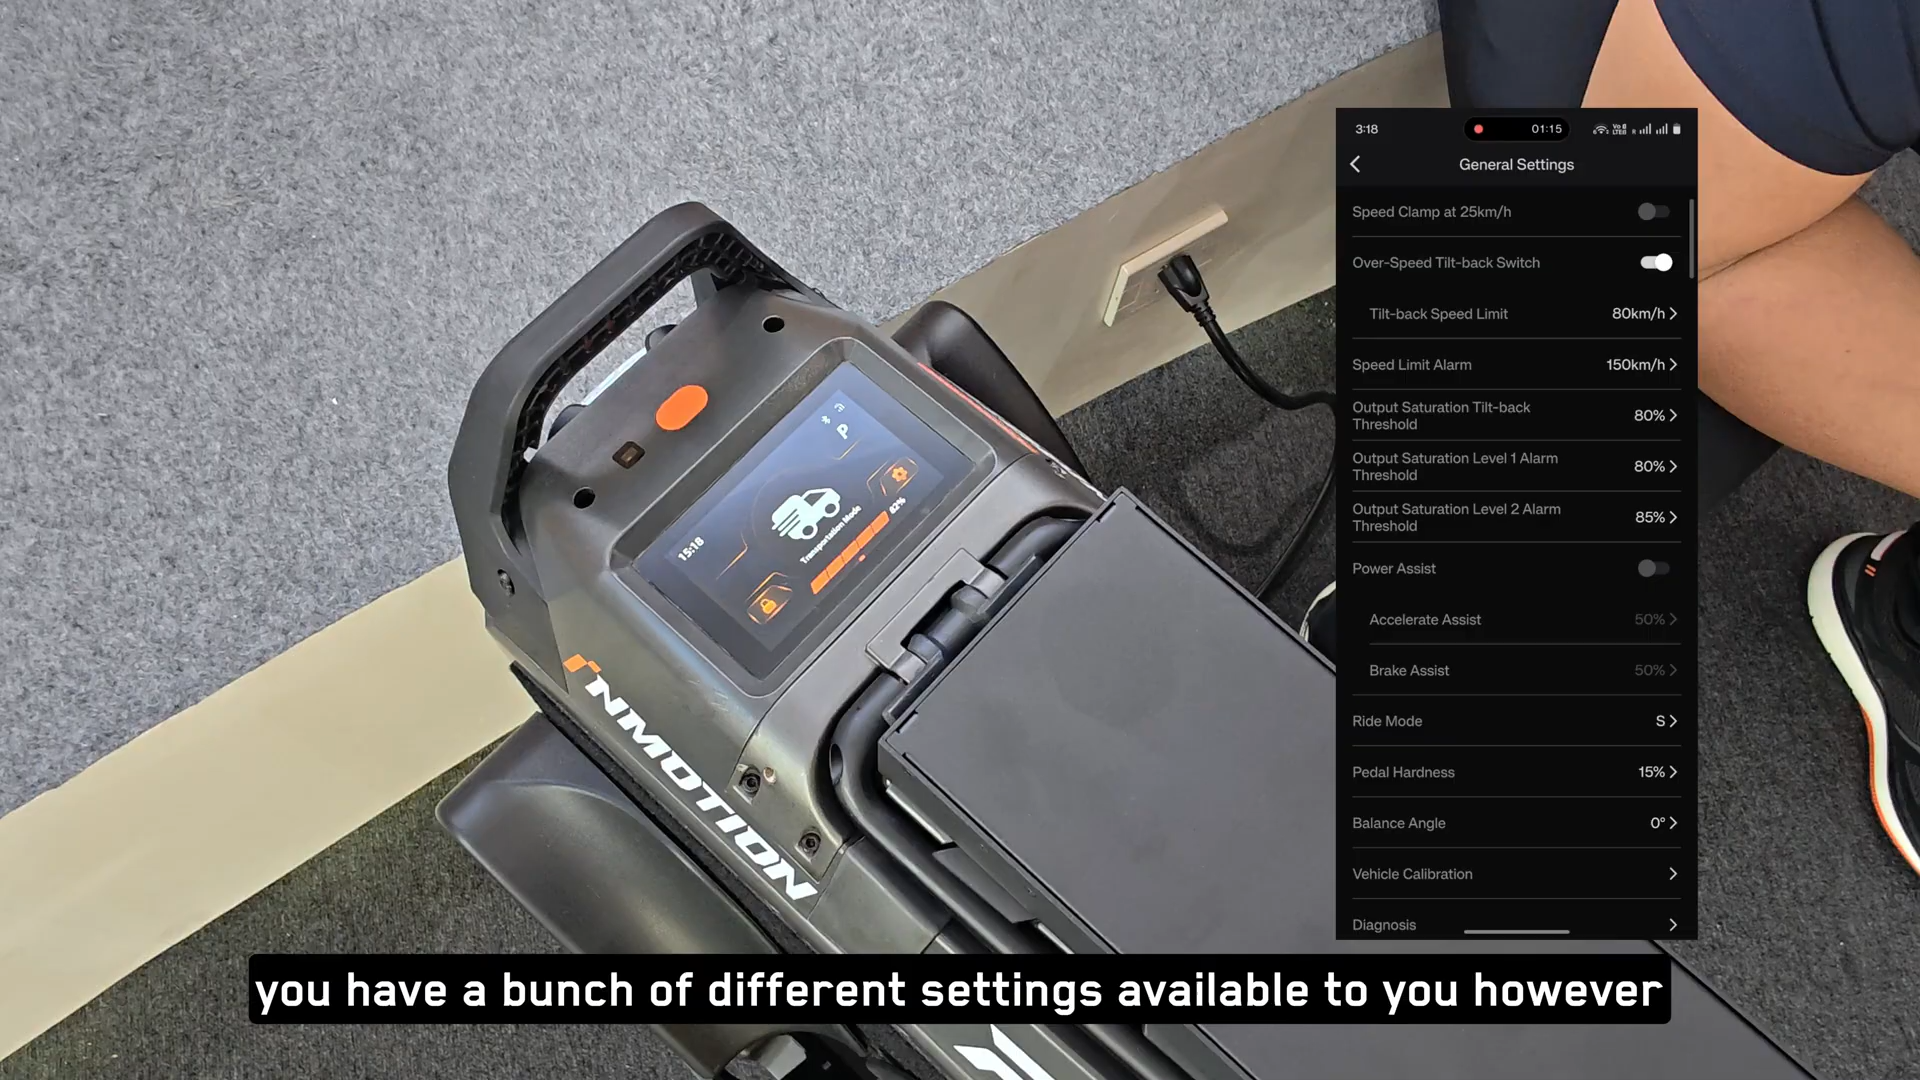 3:18
01:15
General Settings
Speed Clamp at 25km/h
Over-Speed Tilt-back Switch
Tilt-back Speed Limit 80km/h
Speed Limit Alarm 150km/h
Output Saturation Tilt-back
Threshold 80%
Output Saturation Level 1 Alarm
Threshold 80%
Output Saturation Level 2 Alarm
Threshold 85%
Power Assist
Accelerate Assist 50%
Brake Assist 50%
Ride Mode S
Pedal Hardness 15%
Balance Angle 0°
Vehicle Calibration
Diagnosis
P
15:18
Transportation Mode
82%
INMOTION
you have a bunch of different settings available to you however